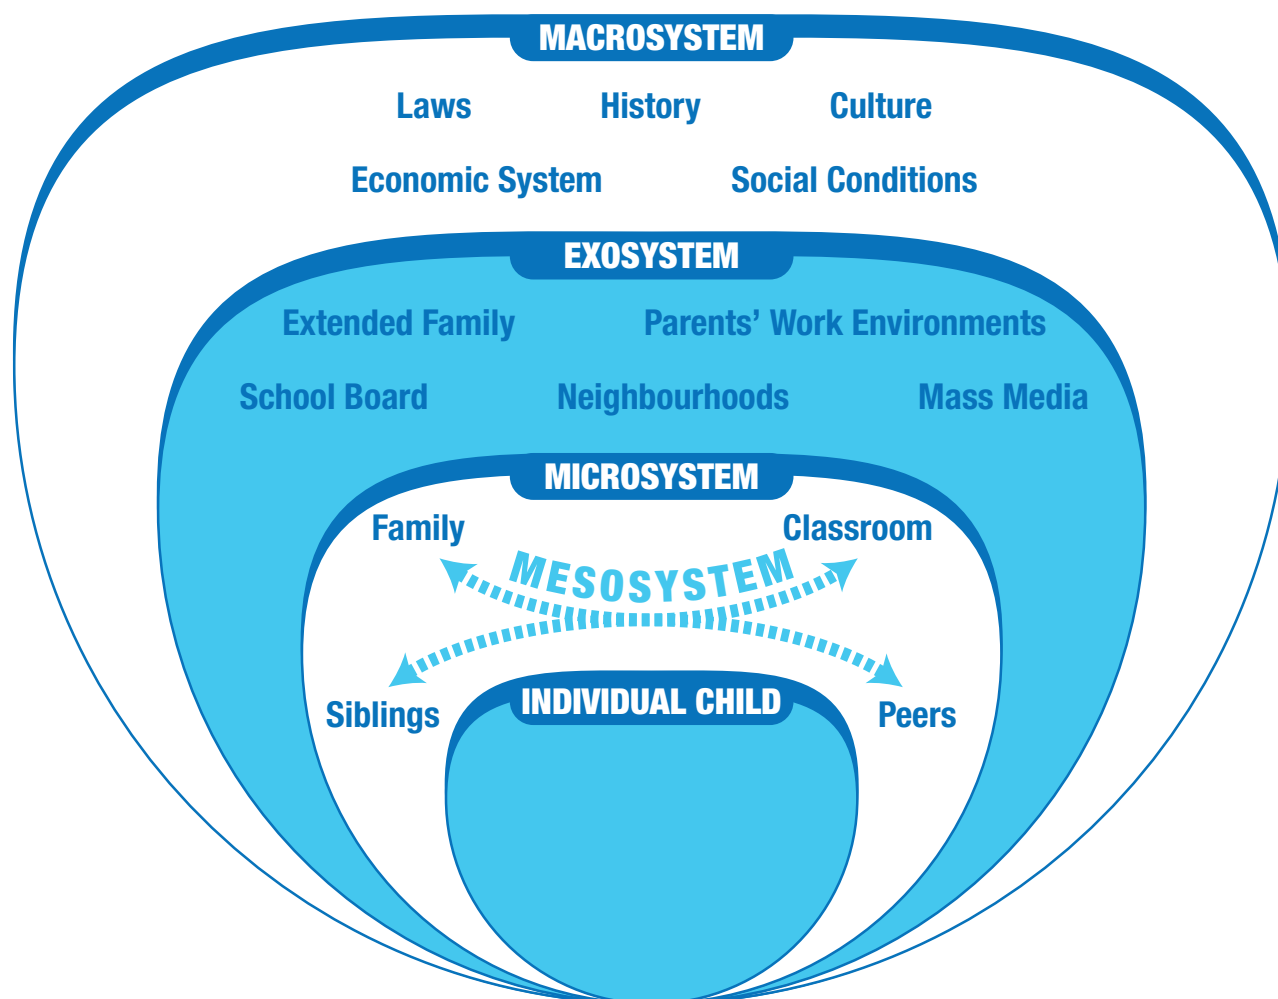 MACROSYSTEM
Laws History Culture
Economic System Social Conditions
EXOSYSTEM
Extended Family Parents’ Work Environments
School Board Neighbourhoods Mass Media
MICROSYSTEM
Family Classroom
MESOSYSTEM
Siblings INDIVIDUAL CHILD Peers